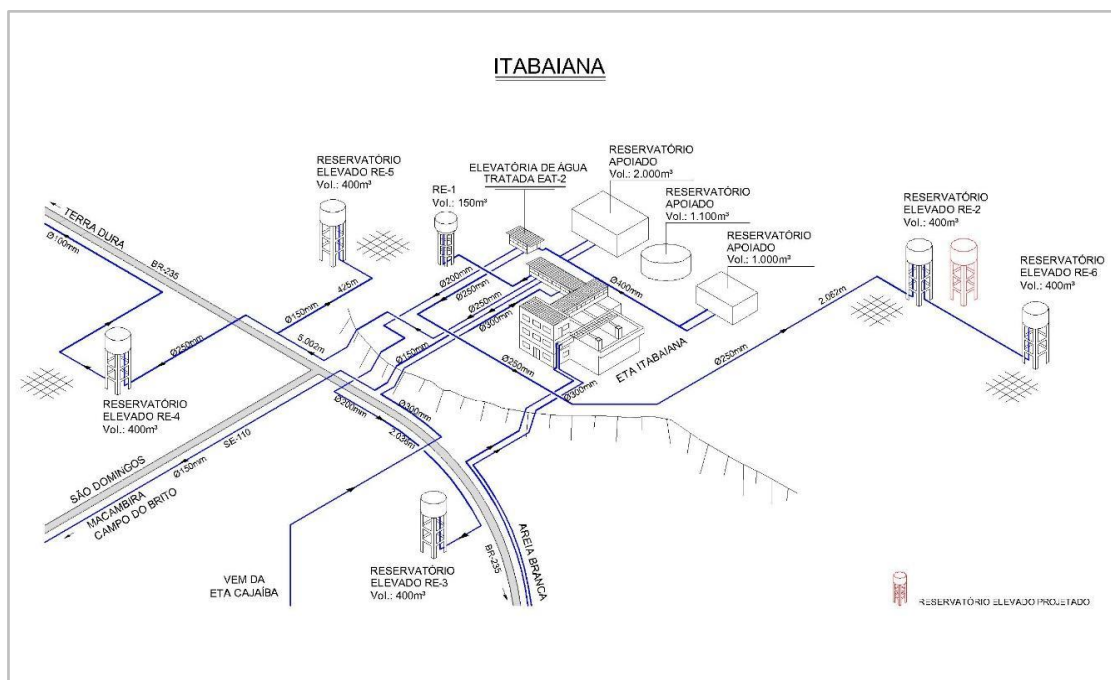 ITABAIANA
RESERVATÓRIO
ELEVADO RE-5
Vol.: 400m³
RE-1
Vol.: 150m³
ELEVATÓRIA DE ÁGUA
TRATADA EAT-2
RESERVATÓRIO
APOIADO
Vol.: 2.000m³
RESERVATÓRIO
APOIADO
Vol.: 1.100m³
RESERVATÓRIO
APOIADO
Vol.: 1.000m³
RESERVATÓRIO
ELEVADO RE-2
Vol.: 400m³
RESERVATÓRIO
ELEVADO RE-6
Vol.: 400m³
TERRA DURA
Ø100mm
BR-235
Ø150mm
425m
Ø200mm
Ø250mm
Ø250mm
Ø300mm
Ø400mm
2.062m
Ø250mm
Ø250mm
5.002m
Ø150mm
Ø250mm
ETA ITABAIANA
Ø300mm
RESERVATÓRIO
ELEVADO RE-4
Vol.: 400m³
Ø200mm
Ø300mm
2.036m
SE-110
Ø150mm
SÃO DOMINGOS
MACAMBIRA
CAMPO DO BRITO
RESERVATÓRIO
ELEVADO RE-3
Vol.: 400m³
VEM DA
ETA CAJAÍBA
BR-235
AREIA BRANCA
RESERVATÓRIO ELEVADO PROJETADO